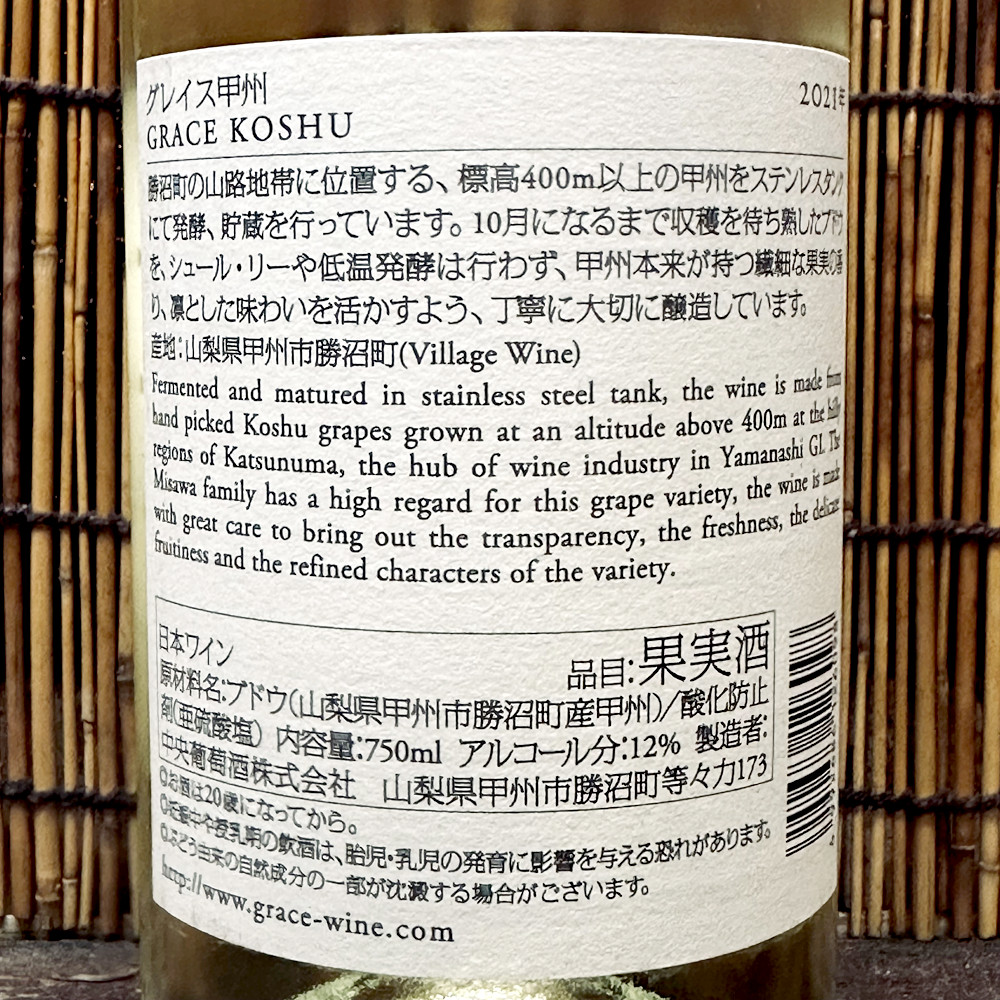 グレイス甲州 2021年
GRACE KOSHU
勝沼町の山路地帯に位置する、標高400m以上の甲州をステンレスタンク
にて発酵、貯蔵を行っています。10月になるまで収穫を待ち熟したブドウ
を、シュール・リーや低温発酵は行わず、甲州本来が持つ繊細な果実の香
り、凛とした味わいを活かすよう、丁寧に大切に醸造しています。
産地：山梨県甲州市勝沼町(Village Wine)
Fermented and matured in stainless steel tank, the wine is made from
hand picked Koshu grapes grown at an altitude above 400m at the hilly
regions of Katsunuma, the hub of wine industry in Yamanashi GI. The
Misawa family has a high regard for this grape variety, the wine is made
with great care to bring out the transparency, the freshness, the delicate
fruitiness and the refined characters of the variety.
日本ワイン 品目：果実酒
原材料名：ブドウ(山梨県甲州市勝沼町産甲州)／酸化防止
剤(亜硫酸塩) 内容量：750ml アルコール分：12% 製造者：
中央葡萄酒株式会社 山梨県甲州市勝沼町等々力173
◎お酒は20歳になってから。
◎妊娠中や授乳期の飲酒は、胎児・乳児の発育に影響を与える恐れがあります。
◎ぶどう由来の自然成分の一部が沈澱する場合がございます。
http://www.grace-wine.com